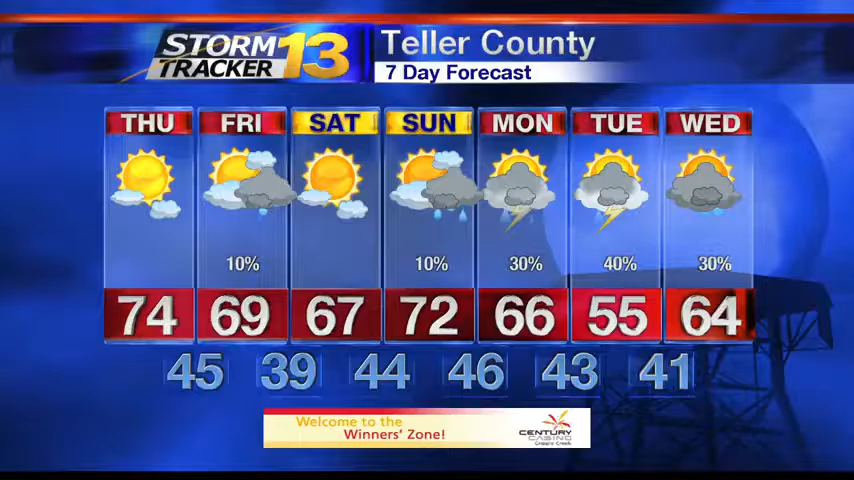 STORM
TRACKER 13
Teller County
7 Day Forecast
THU FRI SAT SUN MON TUE WED
10% 10% 30% 40% 30%
74 69 67 72 66 55 64
45 39 44 46 43 41
Welcome to the
Winners' Zone!
CENTURY
CASINO
Cripple Creek